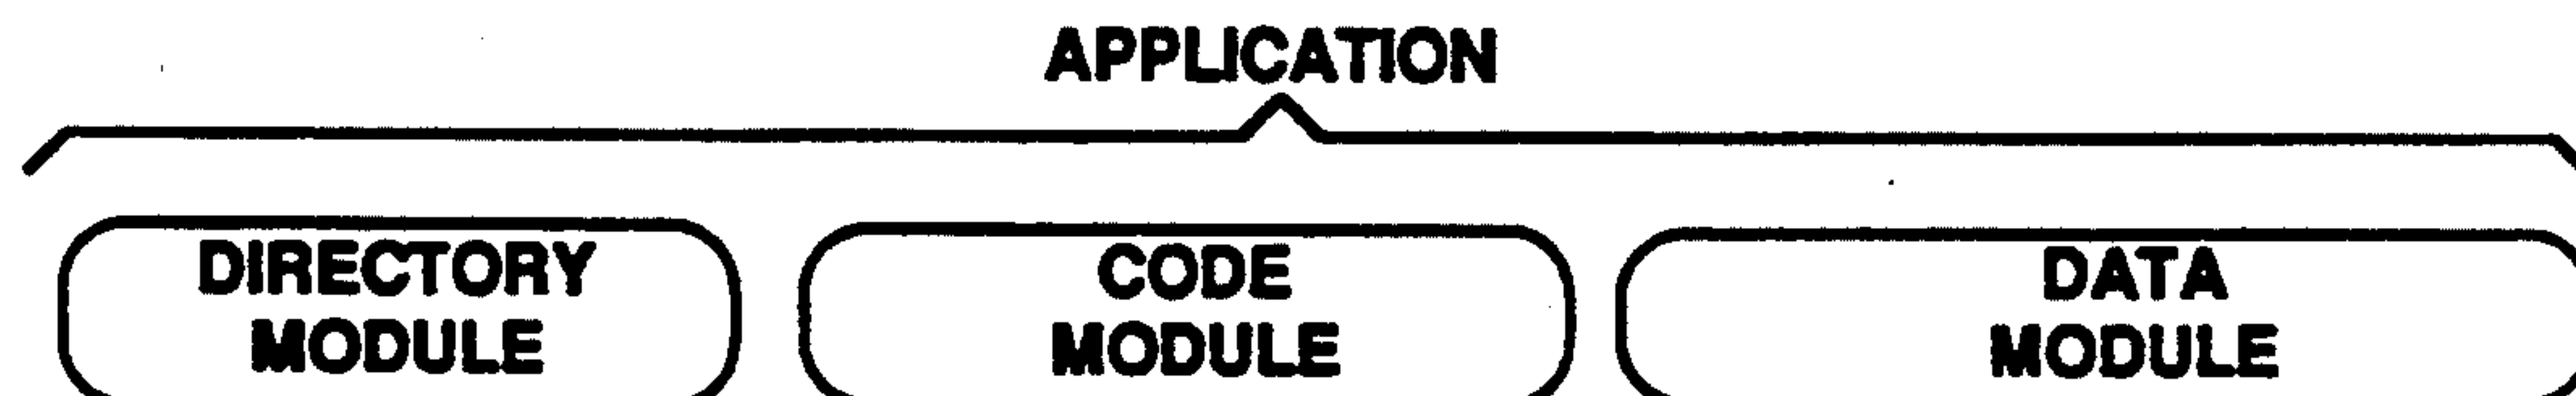 APPLICATION
DIRECTORY
MODULE
CODE
MODULE
DATA
MODULE